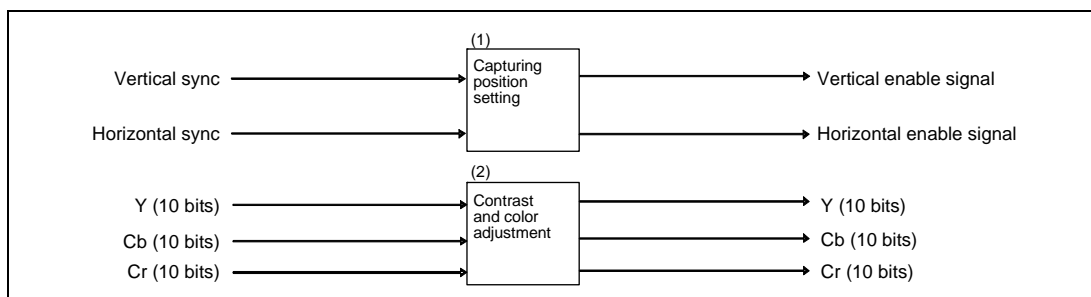 (1)
Capturing
position
setting
Vertical sync
Vertical enable signal
Horizontal sync
Horizontal enable signal
(2)
Contrast
and color
adjustment
Y (10 bits)
Y (10 bits)
Cb (10 bits)
Cb (10 bits)
Cr (10 bits)
Cr (10 bits)